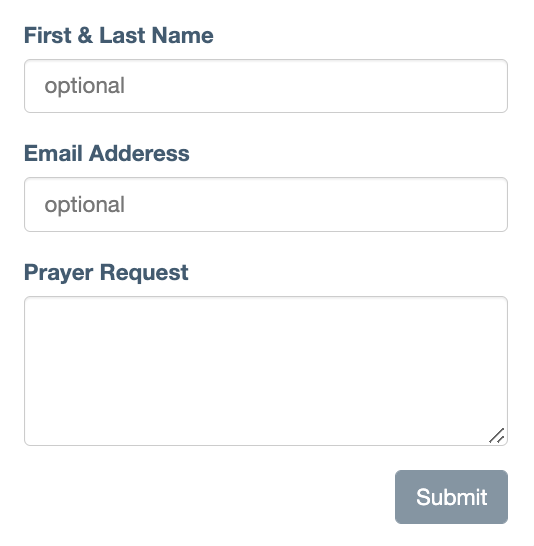 First & Last Name
optional
Email Adderess
optional
Prayer Request
Submit